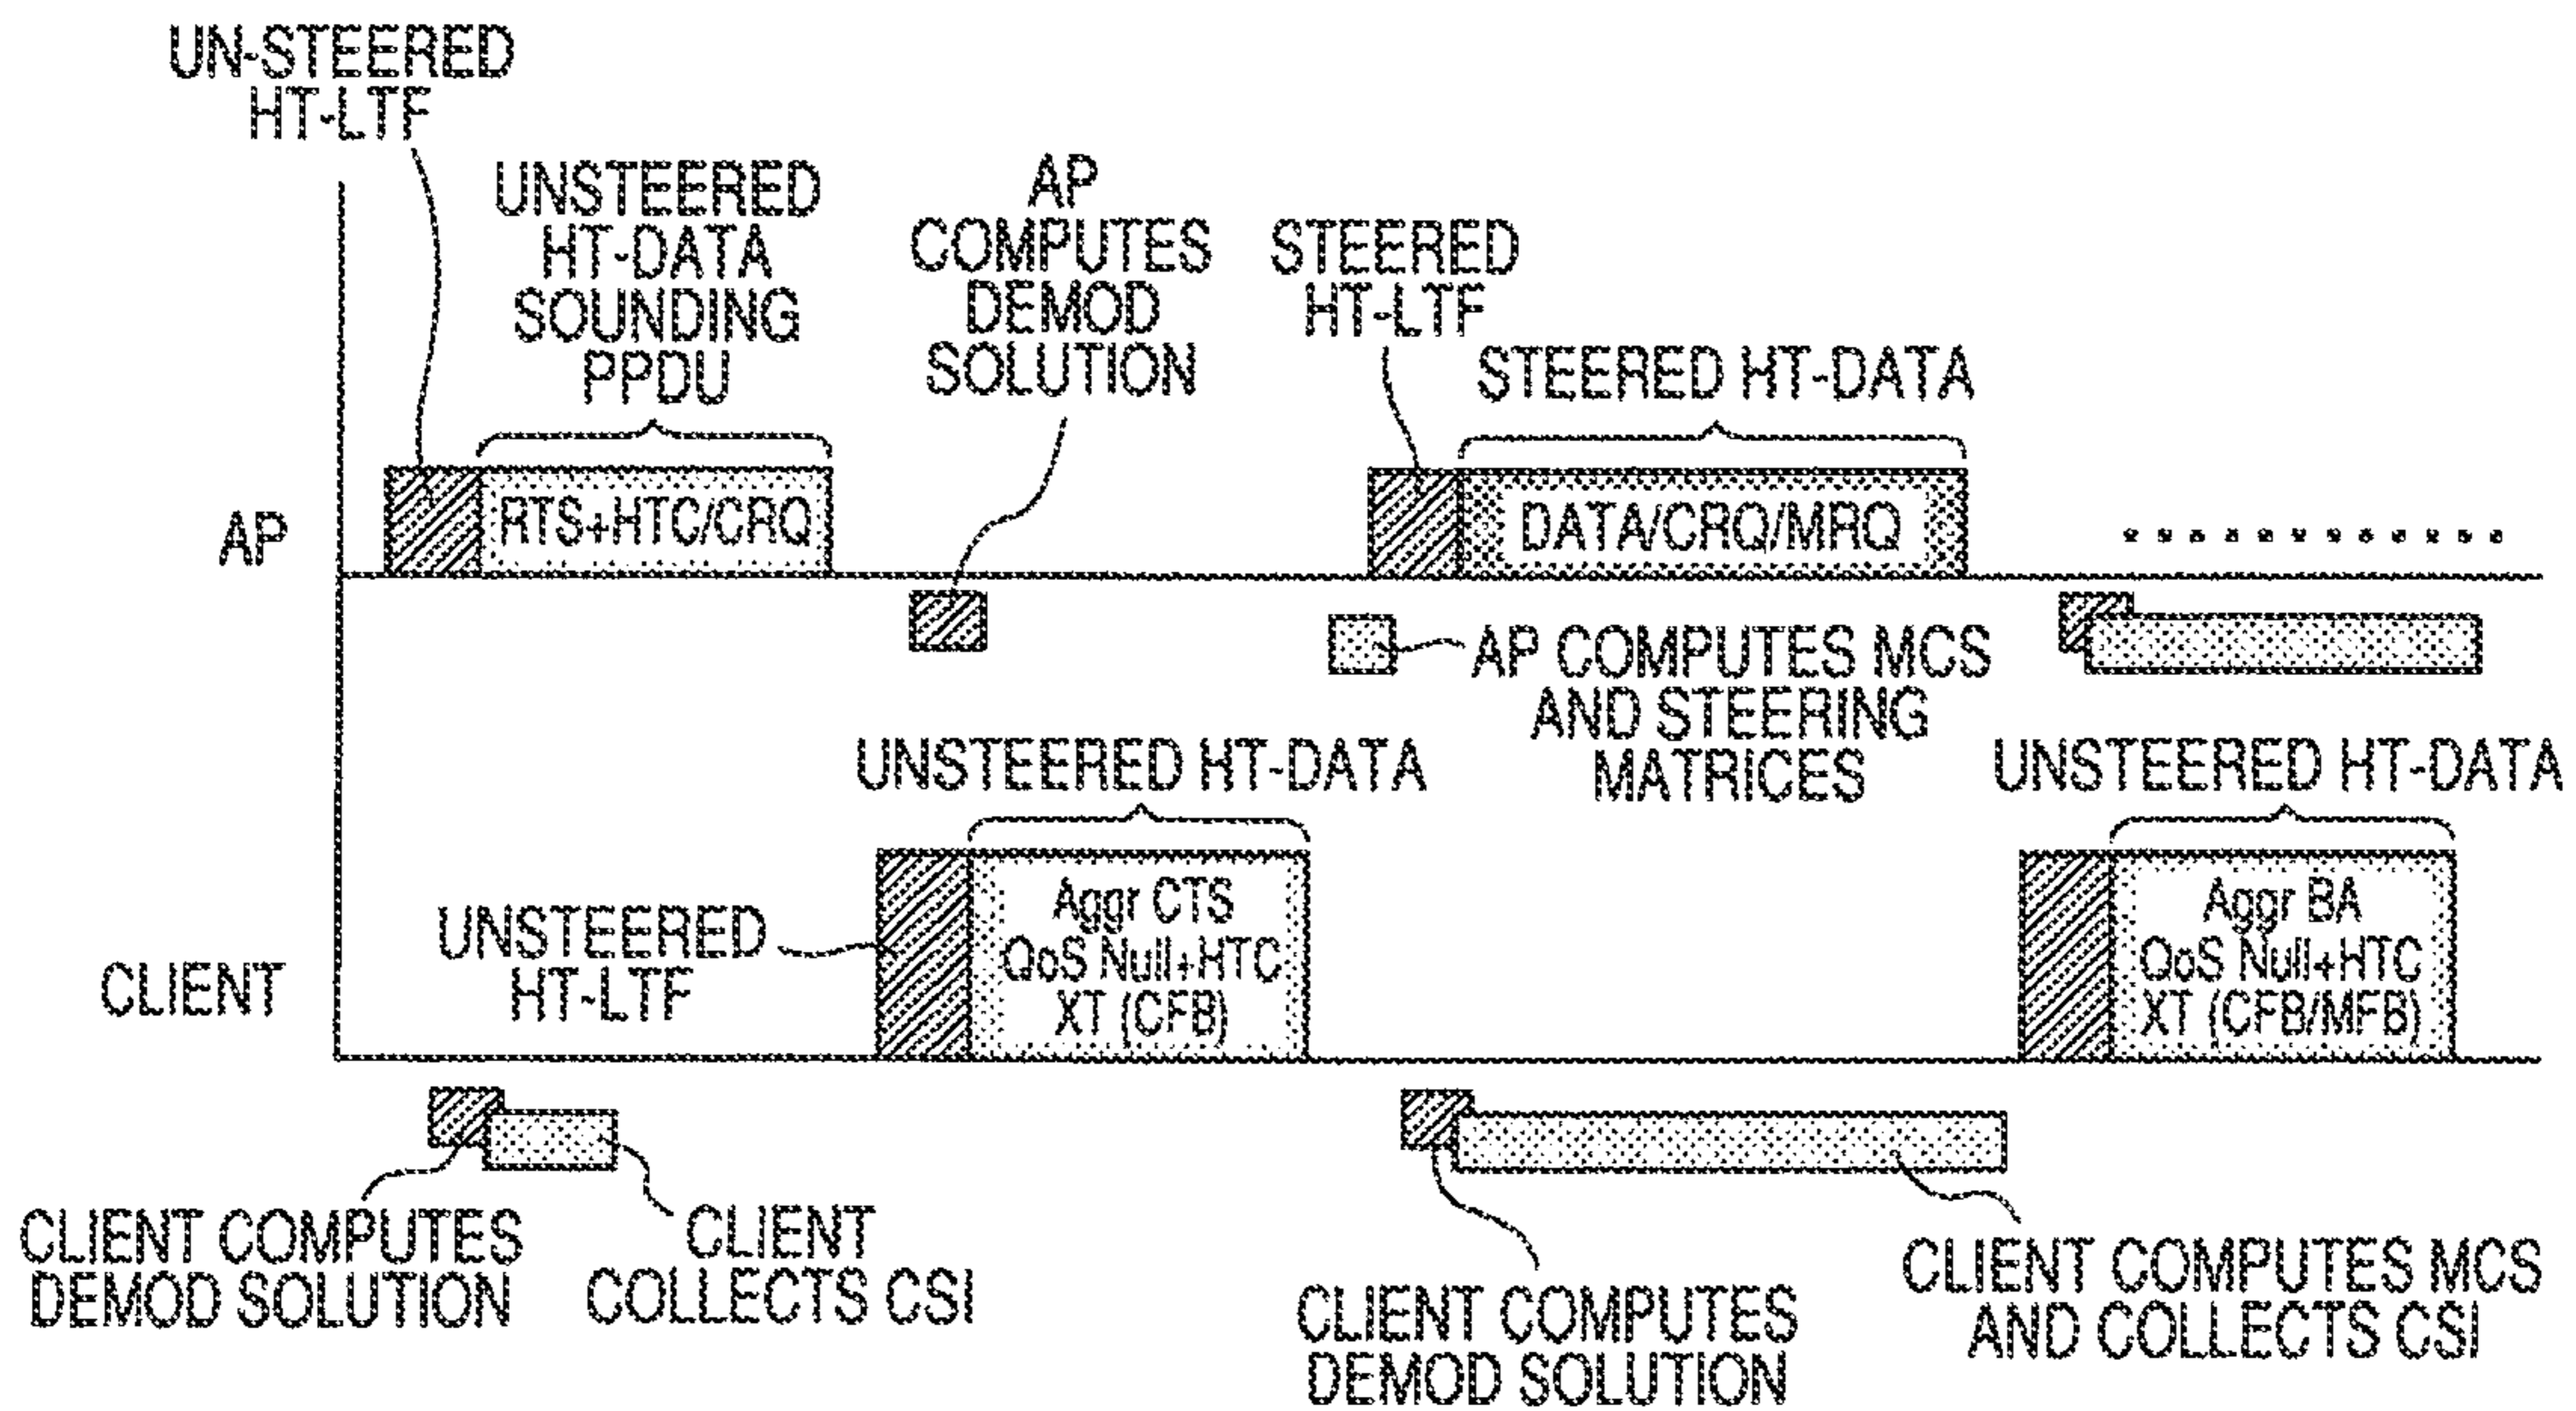 UN-STEERED
HT-LTF
UNSTEERED
HT-DATA
SOUNDING
PPDU
AP
COMPUTES
DEMOD
SOLUTION
STEERED
HT-LTF
STEERED HT-DATA
AP
RTS+HTC/CRQ
DATA/CRQ/MRQ
AP COMPUTES MCS
AND STEERING
MATRICES
UNSTEERED HT-DATA
UNSTEERED HT-DATA
CLIENT
UNSTEERED
HT-LTF
Aggr CTS
QoS Null+HTC
XT (CFB)
Aggr BA
QoS Null+HTC
XT (CFB/MFB)
CLIENT COMPUTES
DEMOD SOLUTION
CLIENT
COLLECTS CSI
CLIENT COMPUTES
DEMOD SOLUTION
CLIENT COMPUTES MCS
AND COLLECTS CSI